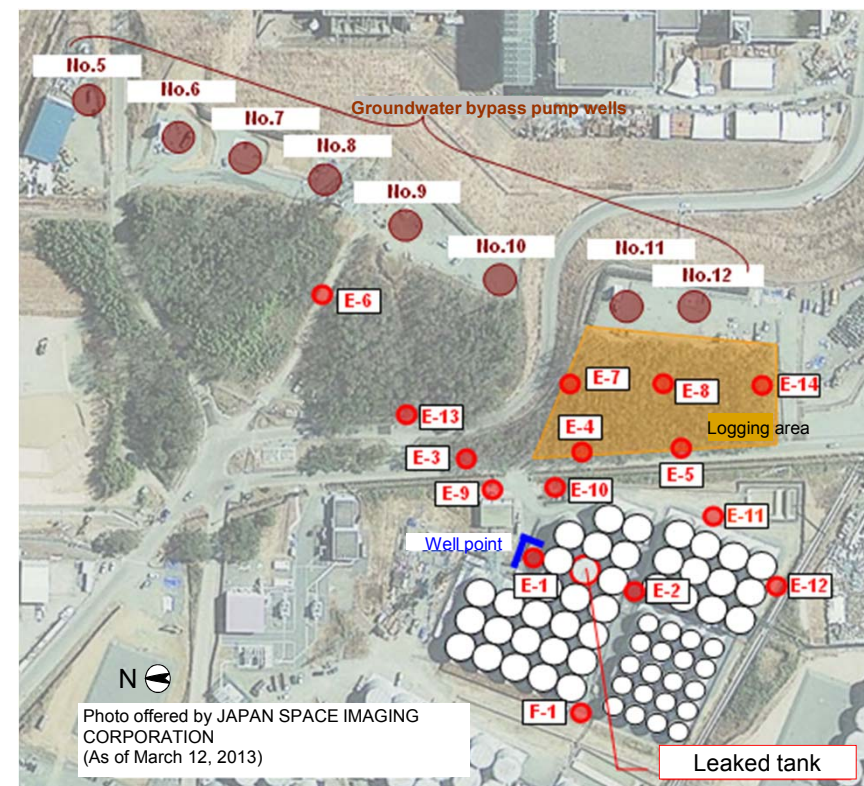 No.5
No.6
No.7
No.8
Groundwater bypass pump wells
No.9
No.10
No.11
No.12
E-6
E-7
E-8
E-14
E-13
Logging area
E-4
E-3
E-5
E-9
E-10
E-11
Well point
E-1
E-2
E-12
N
F-1
Photo offered by JAPAN SPACE IMAGING
CORPORATION
(As of March 12, 2013)
Leaked tank